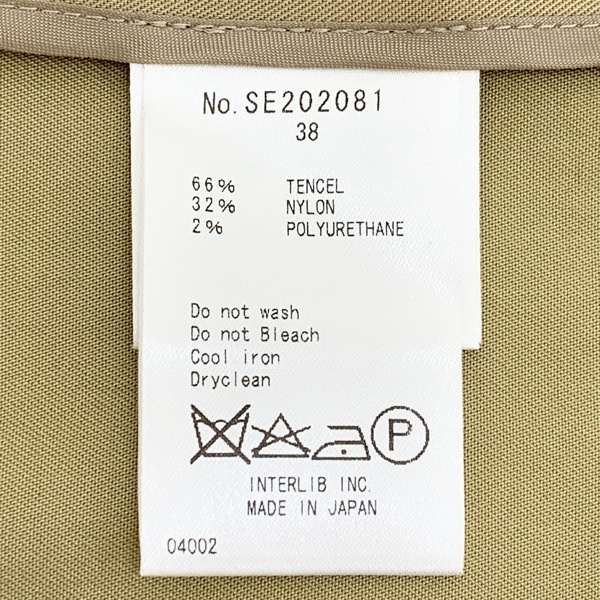 No. SE202081
38
66% TENCEL
32% NYLON
2% POLYURETHANE
Do not wash
Do not Bleach
Cool iron
Dryclean
P
INTERLIB INC.
MADE IN JAPAN
04002